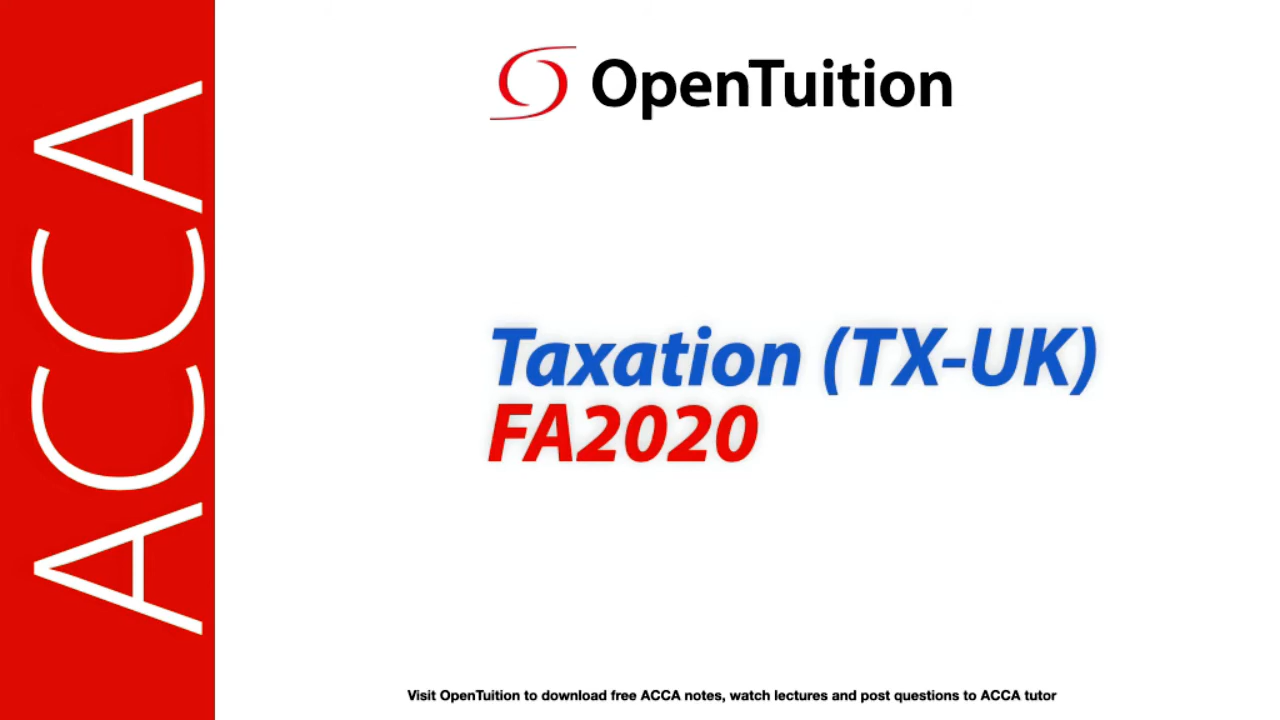 ACCA
OpenTuition
Taxation (TX-UK)
FA2020
Visit OpenTuition to download free ACCA notes, watch lectures and post questions to ACCA tutor